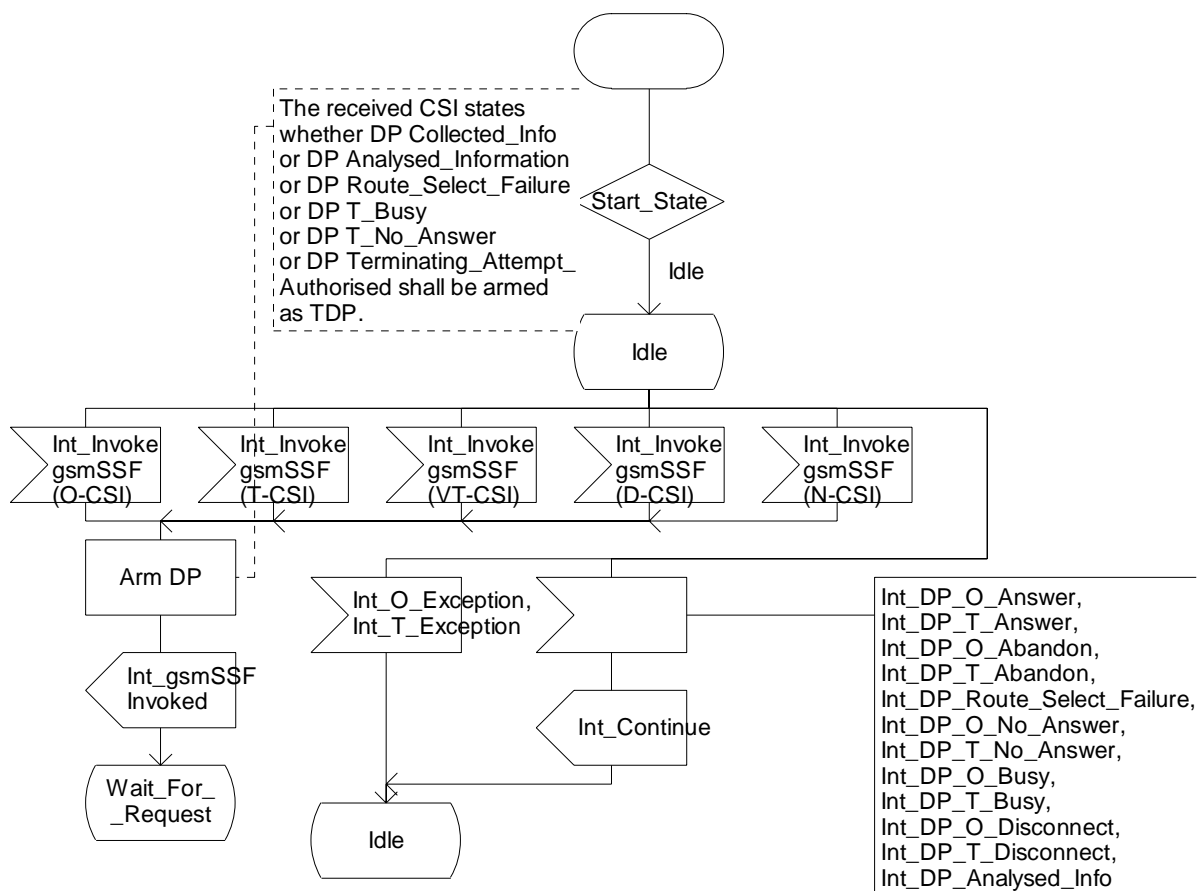 The received CSI states
whether DP Collected_Info
or DP Analysed_Information
or DP Route_Select_Failure
or DP T_Busy
or DP T_No_Answer
or DP Terminating_Attempt_
Authorised shall be armed
as TDP.
Start_State
Idle
Idle
Int_Invoke
gsmSSF
(O-CSI)
Int_Invoke
gsmSSF
(T-CSI)
Int_Invoke
gsmSSF
(VT-CSI)
Int_Invoke
gsmSSF
(D-CSI)
Int_Invoke
gsmSSF
(N-CSI)
Arm DP
Int_gsmSSF
Invoked
Wait_For_
_Request
Int_O_Exception,
Int_T_Exception
Int_Continue
Idle
Int_DP_O_Answer,
Int_DP_T_Answer,
Int_DP_O_Abandon,
Int_DP_T_Abandon,
Int_DP_Route_Select_Failure,
Int_DP_O_No_Answer,
Int_DP_T_No_Answer,
Int_DP_O_Busy,
Int_DP_T_Busy,
Int_DP_O_Disconnect,
Int_DP_T_Disconnect,
Int_DP_Analysed_Info